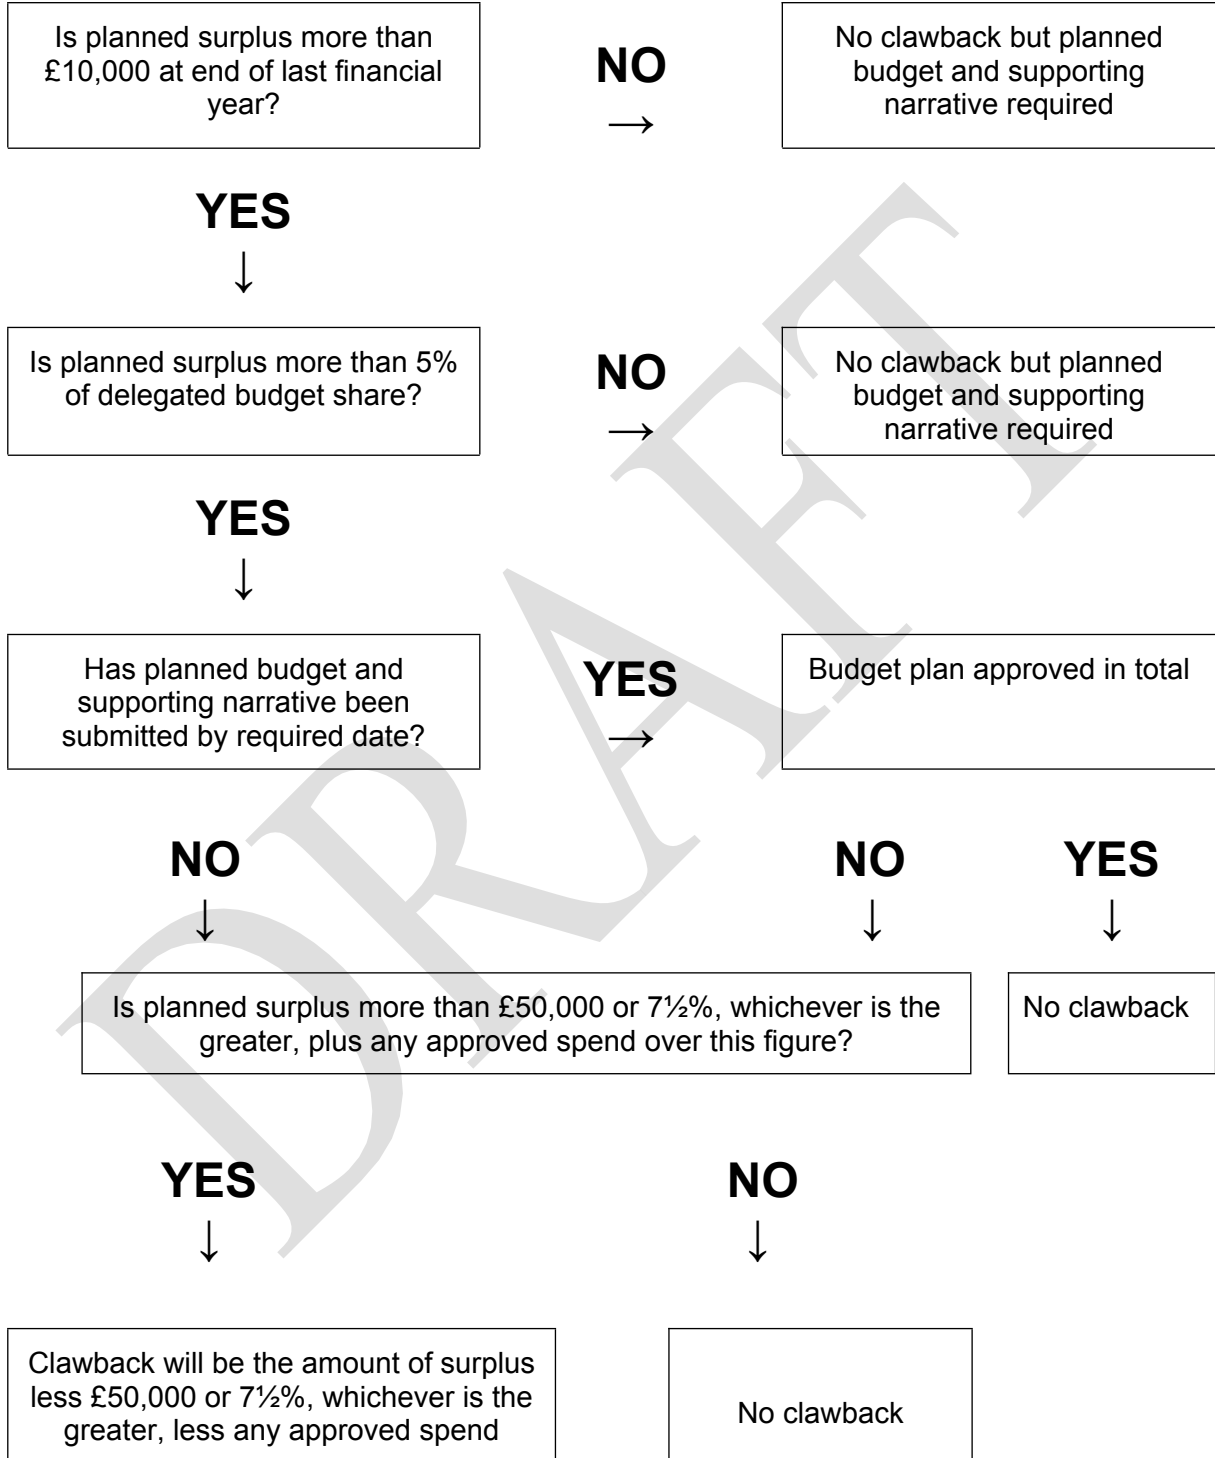 Is planned surplus more than
£10,000 at end of last financial
year?
NO
→
No clawback but planned
budget and supporting
narrative required
YES
↓
Is planned surplus more than 5%
of delegated budget share?
NO
→
No clawback but planned
budget and supporting
narrative required
YES
↓
Has planned budget and
supporting narrative been
submitted by required date?
YES
→
Budget plan approved in total
NO
↓
NO
↓
YES
↓
Is planned surplus more than £50,000 or 7½%, whichever is the
greater, plus any approved spend over this figure?
No clawback
YES
↓
NO
↓
Clawback will be the amount of surplus
less £50,000 or 7½%, whichever is the
greater, less any approved spend
No clawback
DRAFT